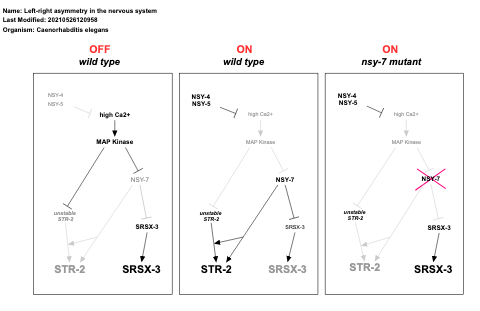 Name: Left-right asymmetry in the nervous system
Last Modified: 20210526120958
Organism: Caenorhabditis elegans
OFF
wild type
NSY-4
NSY-5
high Ca2+
MAP Kinase
NSY-7
unstable
STR-2
SRSX-3
STR-2 SRSX-3
ON
wild type
NSY-4
NSY-5
high Ca2+
MAP Kinase
NSY-7
unstable
STR-2
SRSX-3
STR-2 SRSX-3
ON
nsy-7 mutant
NSY-4
NSY-5
high Ca2+
MAP Kinase
NSY-7
unstable
STR-2
SRSX-3
STR-2 SRSX-3